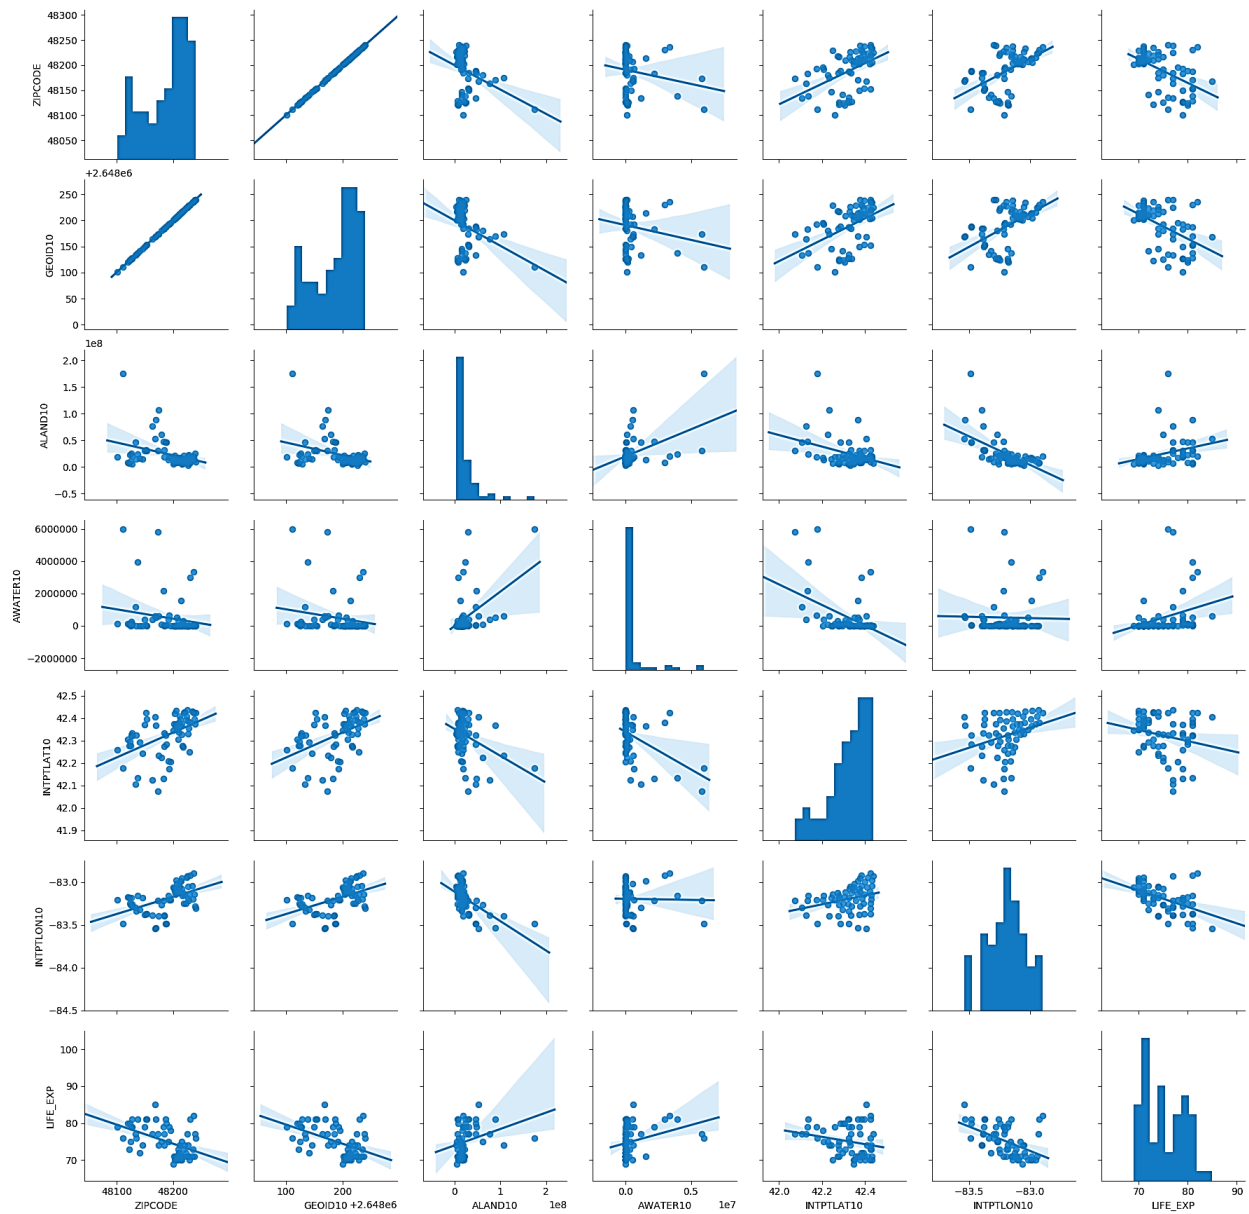 48300
48250
48200
48150
48100
48050
ZIPCODE
+2.648e6
250
200
150
100
50
0
GEOID10
1e8
2.0
1.5
1.0
0.5
0.0
−0.5
ALAND10
6000000
4000000
2000000
0
−2000000
AWATER10
42.5
42.4
42.3
42.2
42.1
42.0
41.9
INTPTLAT10
−83.0
−83.5
−84.0
−84.5
INTPTLON10
100
90
80
70
LIFE_EXP
48100 48200
ZIPCODE
100 200
GEOID10 +2.648e6
0 1 2
ALAND10 1e8
0.0 0.5 1.0
AWATER10 1e7
42.0 42.2 42.4
INTPTLAT10
−83.5 −83.0
INTPTLON10
70 80 90
LIFE_EXP